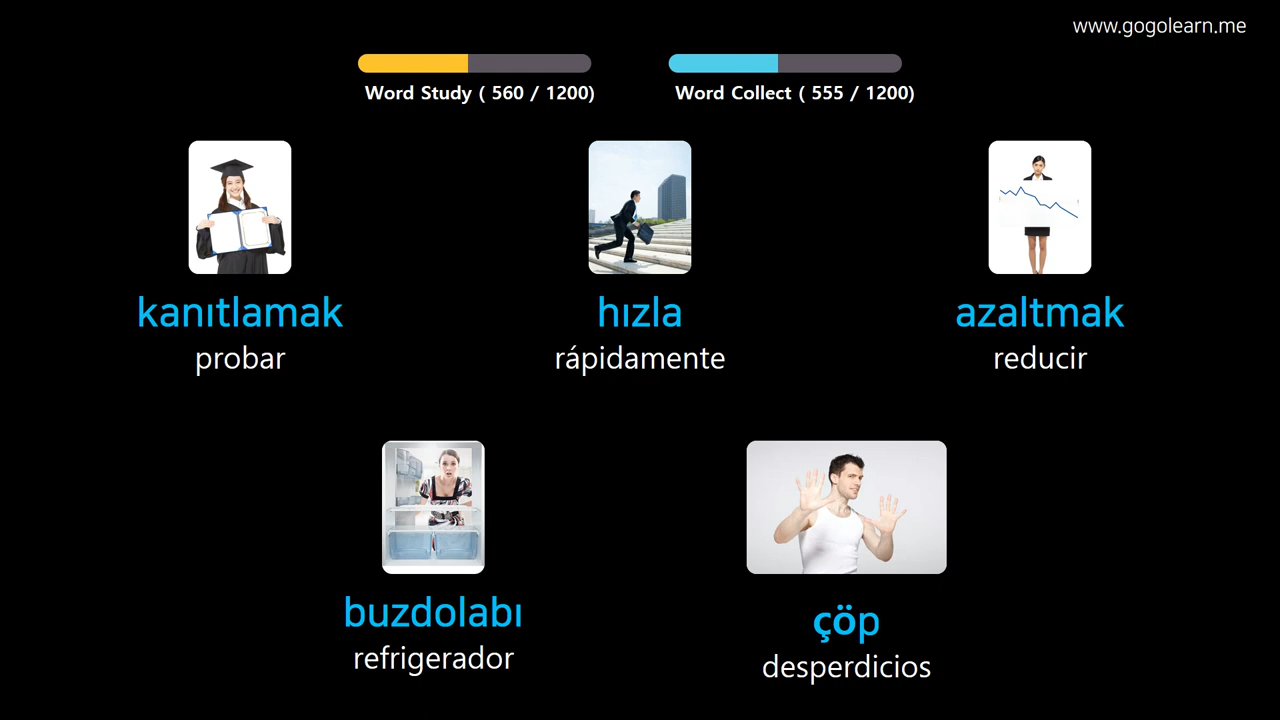 www.gogolearn.me
Word Study ( 560 / 1200)
Word Collect ( 555 / 1200)
kanıtlamak
probar
hızla
rápidamente
azaltmak
reducir
buzdolabı
refrigerador
çöp
desperdicios